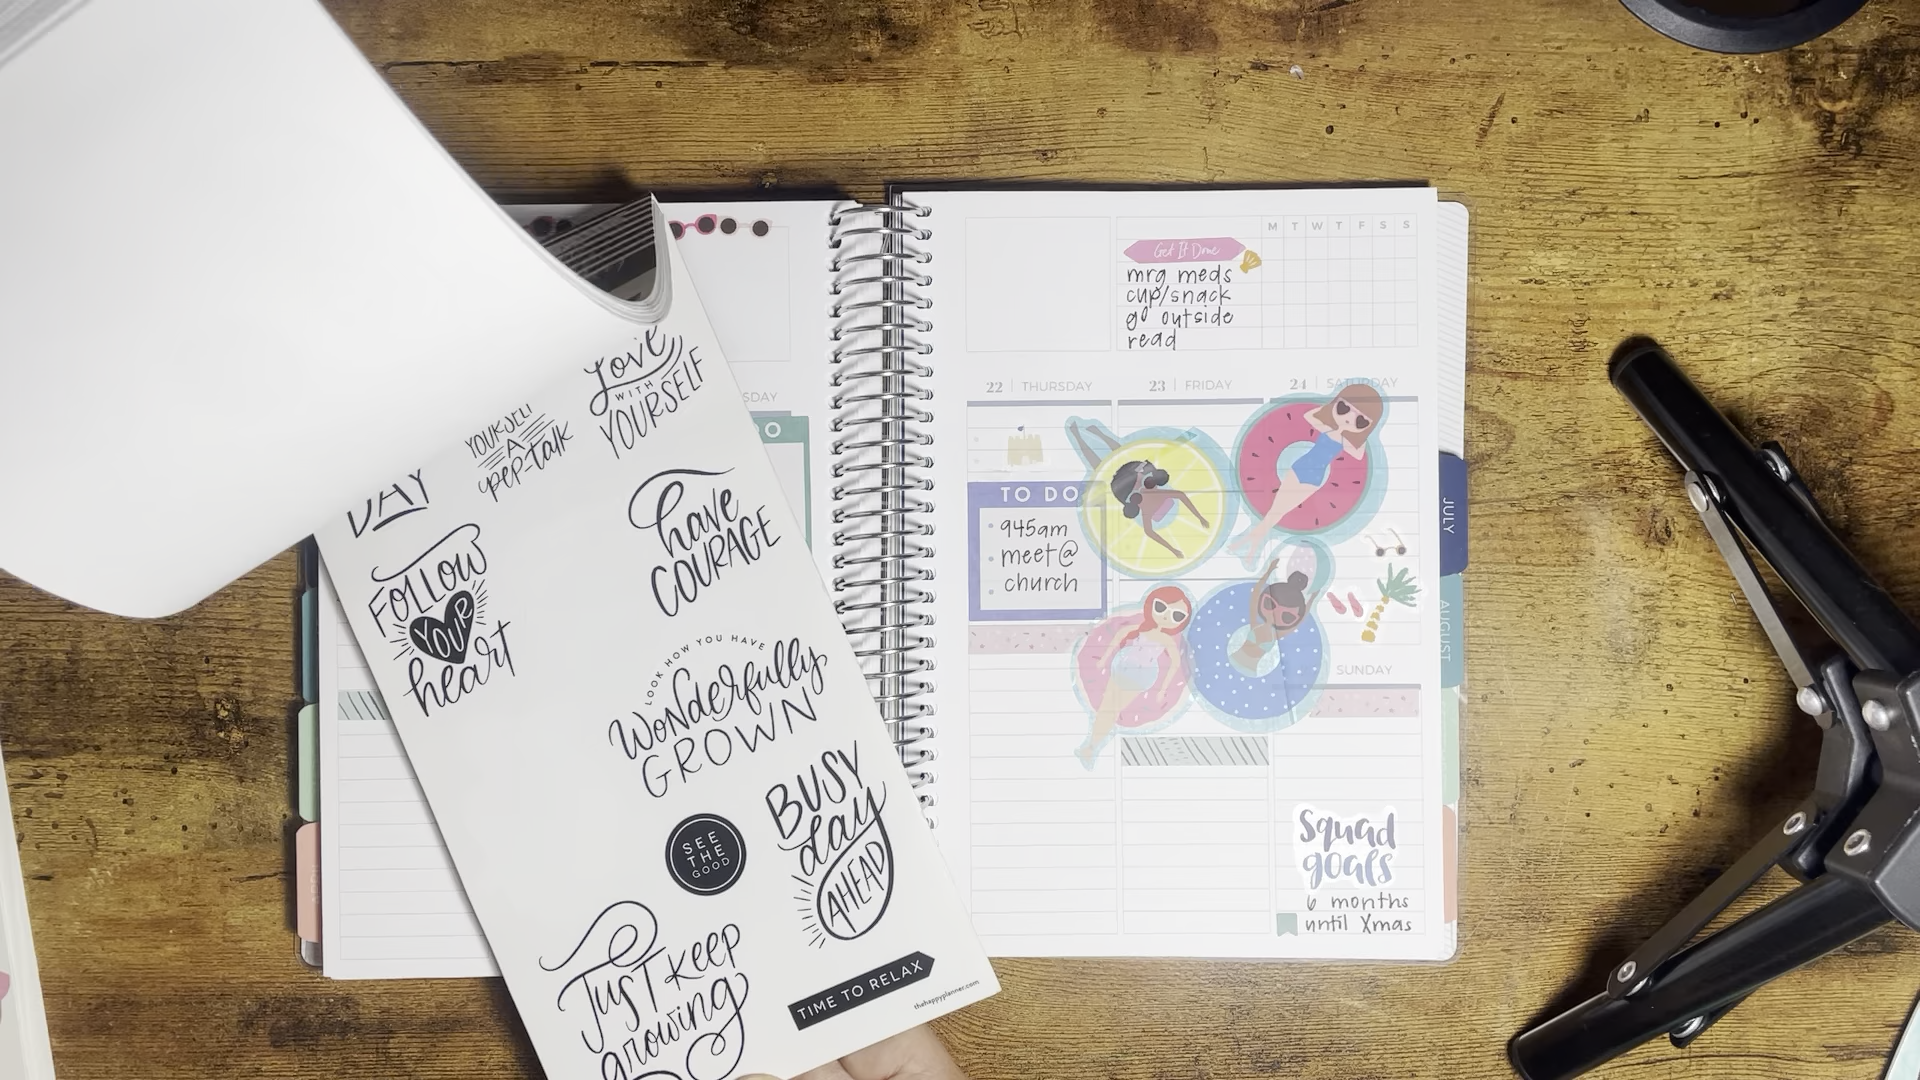 Love
WITH
YOURSELF
YOURSELF
A
pep-talk
DAY
have
COURAGE
FOLLOW
YOUR
heart
LOOK HOW YOU HAVE
Wonderfully
GROWN
BUSY
day
AHEAD
SEE
THE
GOOD
Just keep
growing
TIME TO RELAX
thehappyplanner.com
SDAY
DO
M T W T F S S
Get It Done
mrg meds
cup/snack
go outside
read
22 | THURSDAY
23 | FRIDAY
24 | SATURDAY
TO DO
945am
meet@
church
SUNDAY
Squad
goals
6 months
until Xmas
JULY
AUGUST